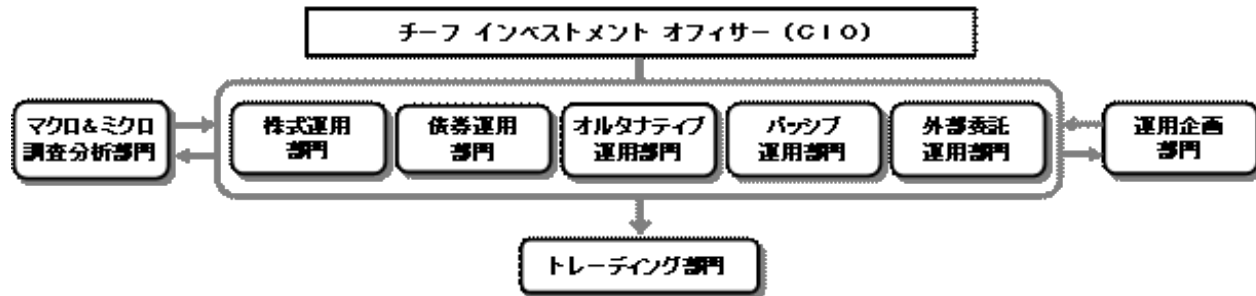 チーフ インベストメント オフィサー（CIO）
マクロ＆ミクロ
調査分析部門
株式運用
部門
債券運用
部門
オルタナティブ
運用部門
パッシブ
運用部門
外部委託
運用部門
運用企画
部門
トレーディング部門